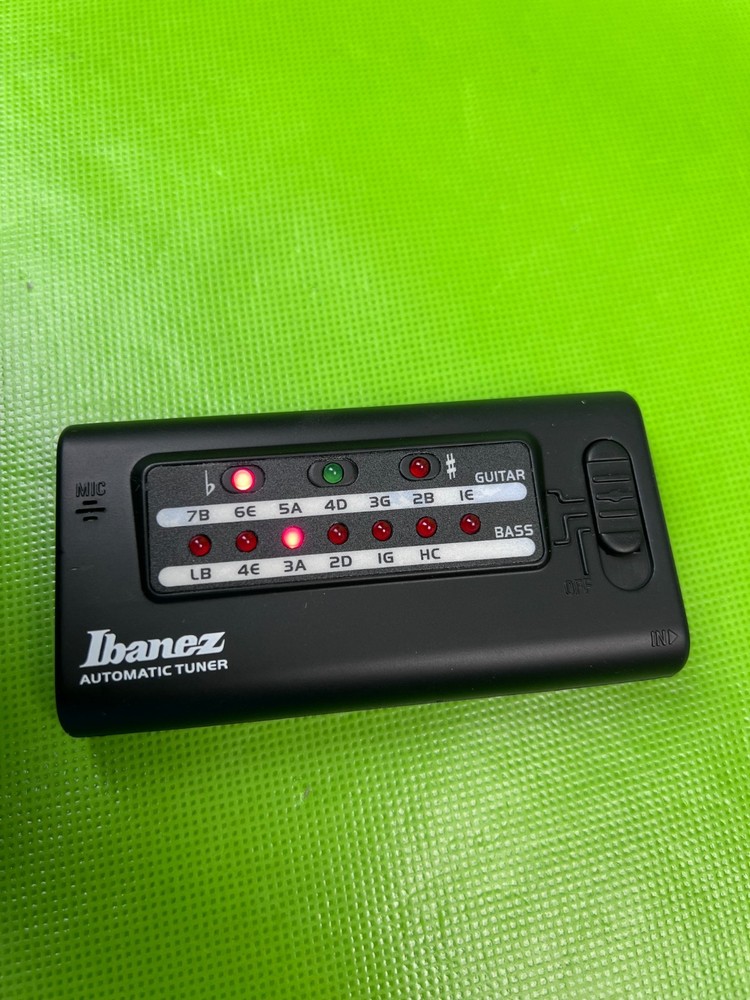 MIC
♭ ♯
GUITAR
7B 6E 5A 4D 3G 2B 1E
BASS
LB 4E 3A 2D 1G HC
OFF
IN
Ibanez
AUTOMATIC TUNER